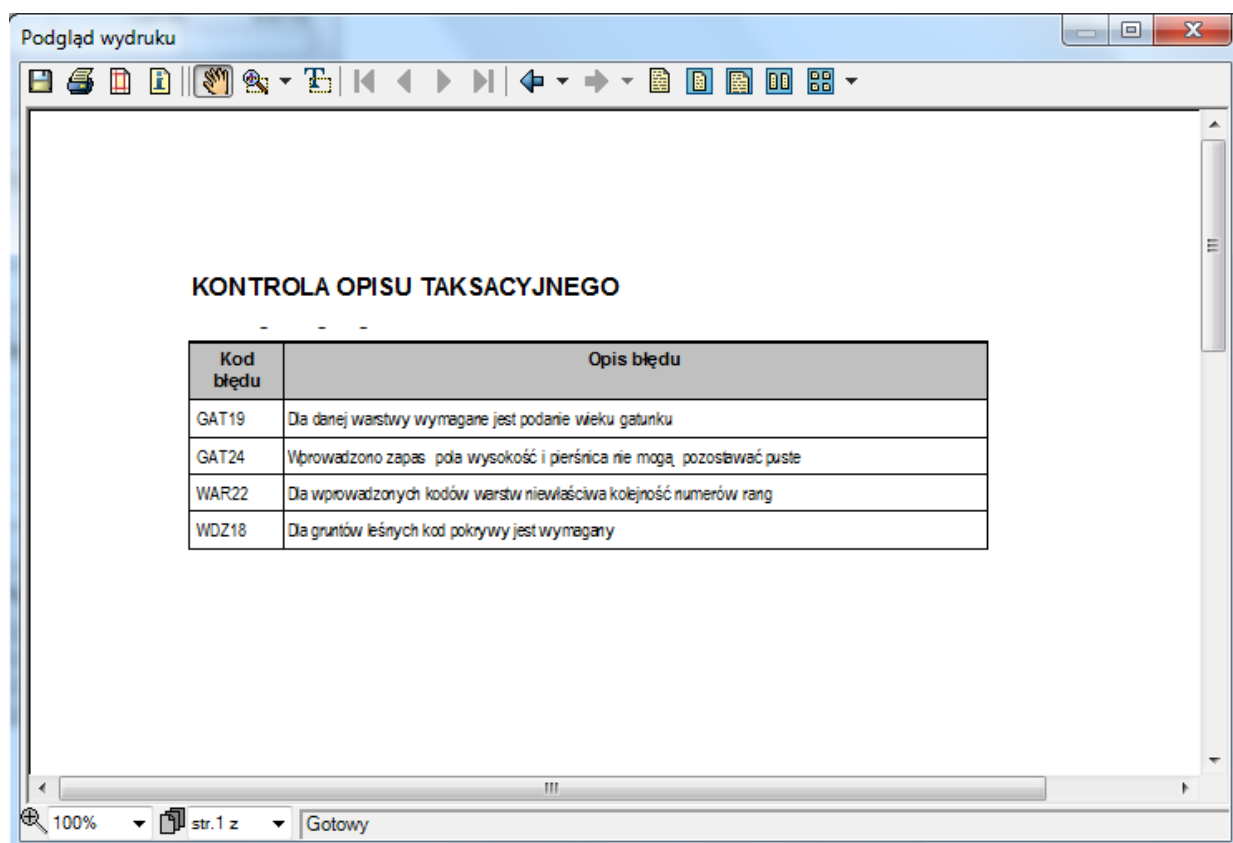 Podgląd wydruku
KONTROLA OPISU TAKSACYJNEGO
Kod błędu Opis błędu
GAT19 Dla danej warstwy wymagane jest podanie wieku gatunku
GAT24 Wprowadzono zapas pola wysokość i pierśnica nie mogą pozostawać puste
WAR22 Dla wprowadzonych kodów warstw niewłaściwa kolejność numerów rang
WDZ18 Dla gruntów leśnych kod pokrywy jest wymagany
100% str.1 z Gotowy